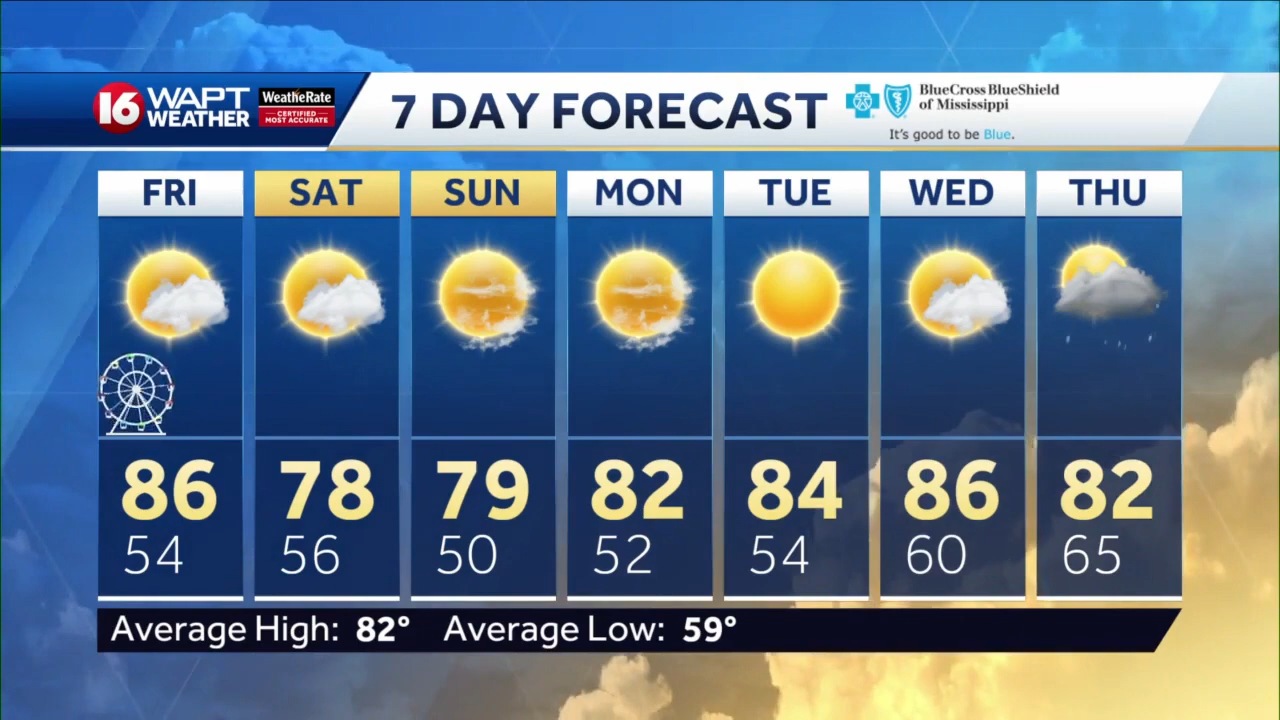 16 WAPT WEATHER
WeatheRate
CERTIFIED
MOST ACCURATE
7 DAY FORECAST
BlueCross BlueShield
of Mississippi
It's good to be Blue.
FRI SAT SUN MON TUE WED THU
86 78 79 82 84 86 82
54 56 50 52 54 60 65
Average High: 82° Average Low: 59°